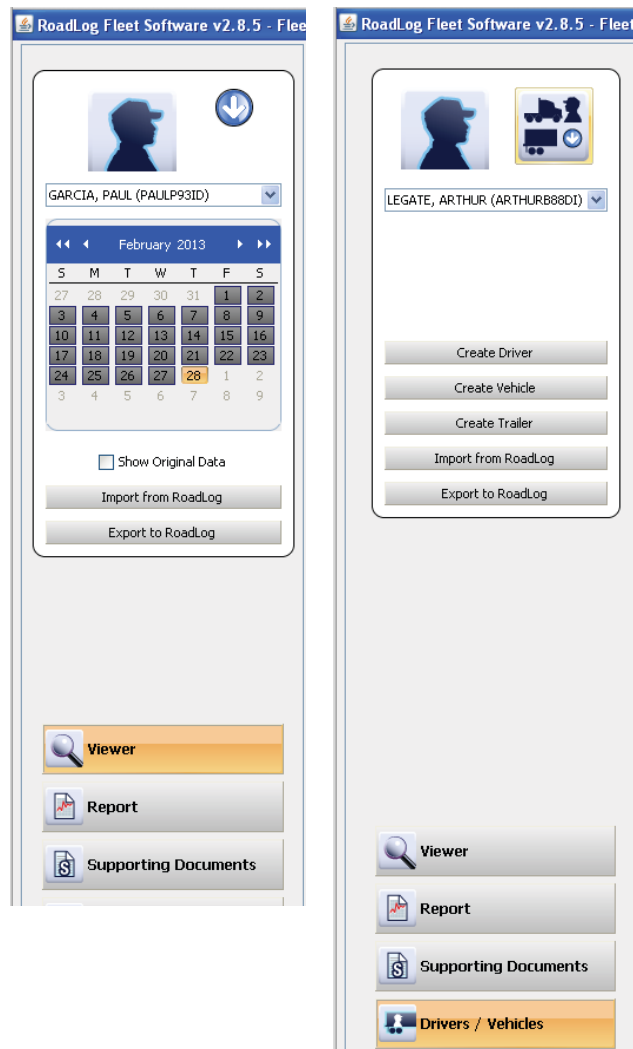 RoadLog Fleet Software v2.8.5 - Flee
GARCIA, PAUL (PAULP93ID)
February 2013
S M T W T F S
27 28 29 30 31 1 2
3 4 5 6 7 8 9
10 11 12 13 14 15 16
17 18 19 20 21 22 23
24 25 26 27 28 1 2
3 4 5 6 7 8 9
Show Original Data
Import from RoadLog
Export to RoadLog
Viewer
Report
Supporting Documents
RoadLog Fleet Software v2.8.5 - Fleet
LEGATE, ARTHUR (ARTHURB88DI)
Create Driver
Create Vehicle
Create Trailer
Import from RoadLog
Export to RoadLog
Viewer
Report
Supporting Documents
Drivers / Vehicles